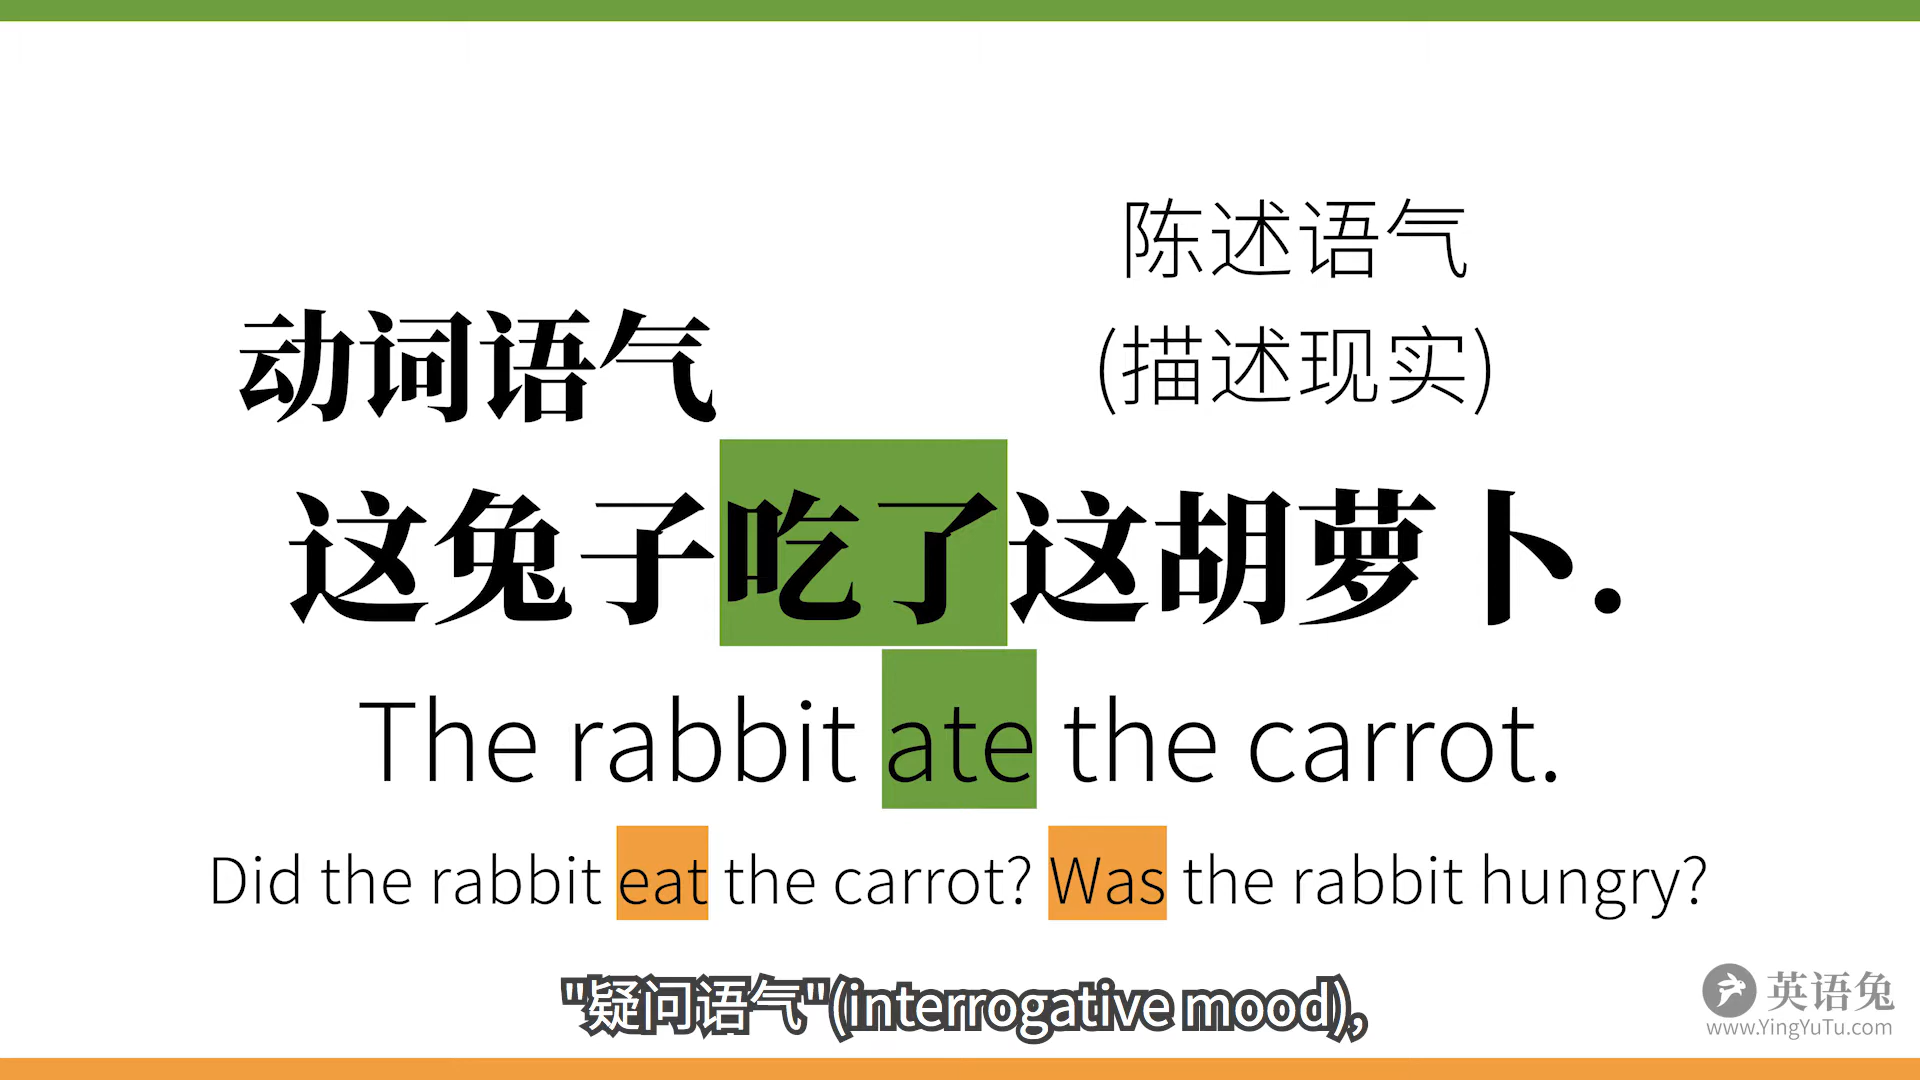 陈述语气
(描述现实)
动词语气
这兔子吃了这胡萝卜.
The rabbit ate the carrot.
Did the rabbit eat the carrot? Was the rabbit hungry?
"疑问语气"(interrogative mood),
英语兔
www.YingYuTu.com